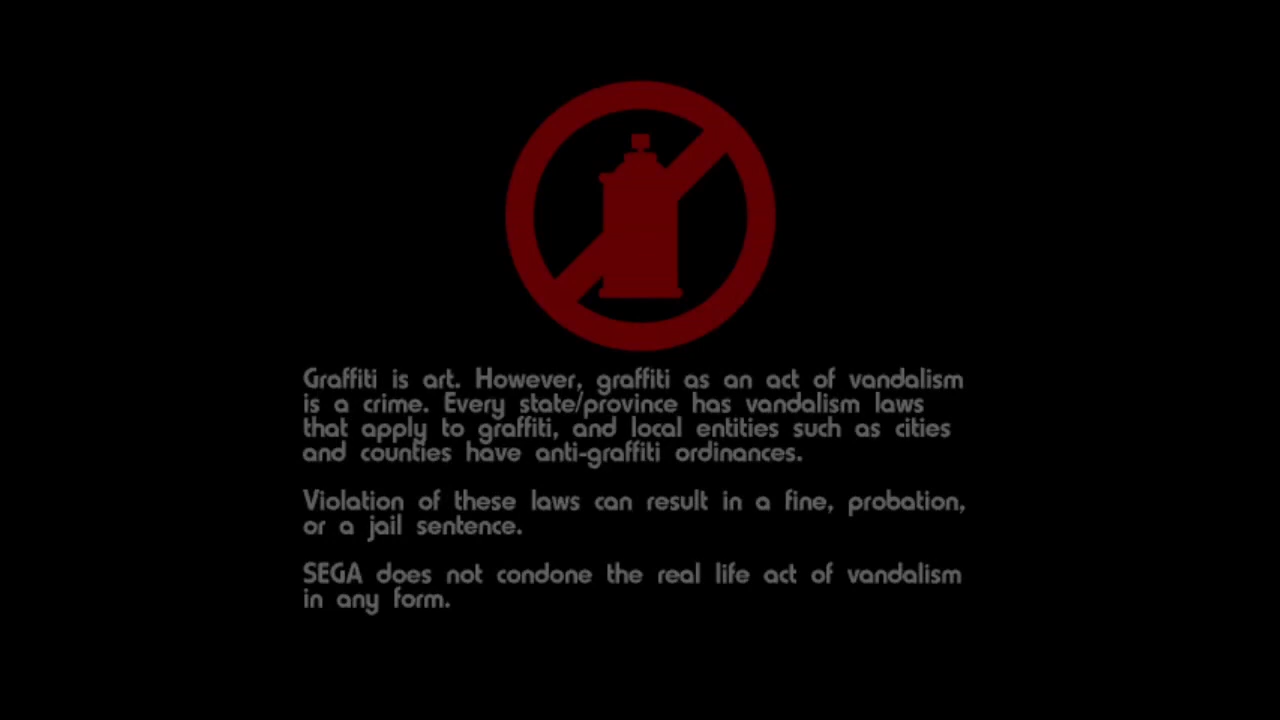 Graffiti is art. However, graffiti as an act of vandalism
is a crime. Every state/province has vandalism laws
that apply to graffiti, and local entities such as cities
and counties have anti-graffiti ordinances.
Violation of these laws can result in a fine, probation,
or a jail sentence.
SEGA does not condone the real life act of vandalism
in any form.